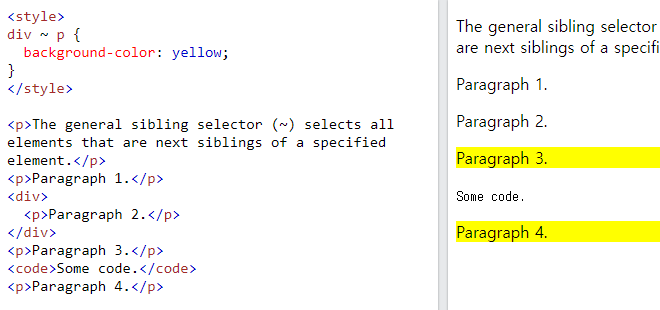 <style>
div ~ p {
  background-color: yellow;
}
</style>

<p>The general sibling selector (~) selects all
elements that are next siblings of a specified
element.</p>
<p>Paragraph 1.</p>
<div>
  <p>Paragraph 2.</p>
</div>
<p>Paragraph 3.</p>
<code>Some code.</code>
<p>Paragraph 4.</p>
The general sibling selector
are next siblings of a specifi
Paragraph 1.
Paragraph 2.
Paragraph 3.
Some code.
Paragraph 4.